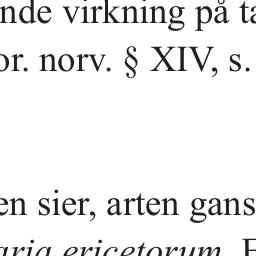 nde virkning på ta
or. norv. § XIV, s.
en sier, arten gans
aria ericetorum.